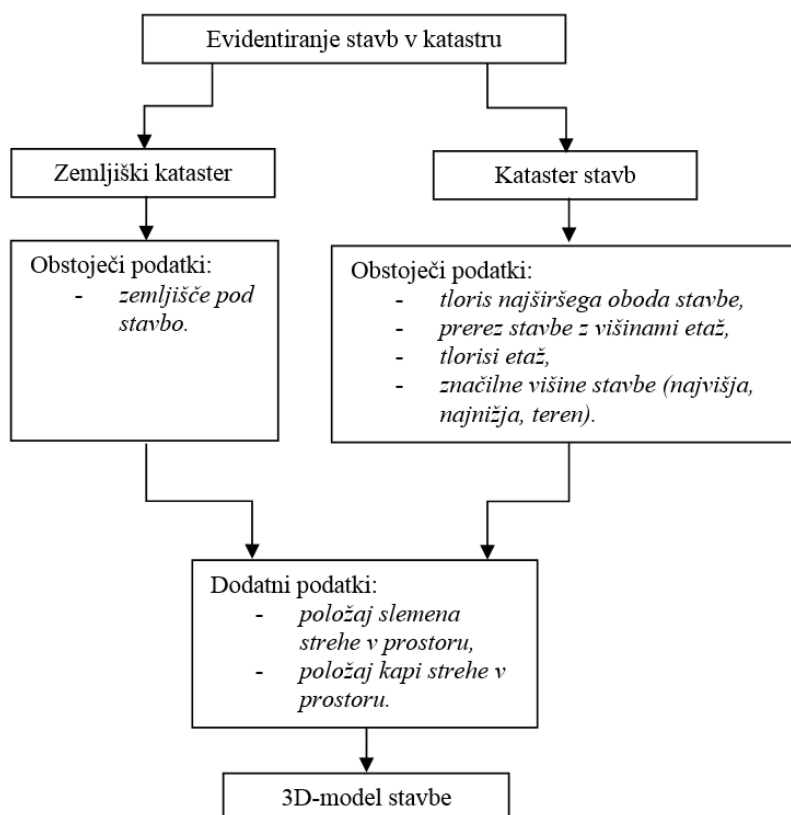 Evidentiranje stavb v katastru
Zemljiški kataster
Kataster stavb
Obstoječi podatki:
- zemljišče pod
stavbo.
Obstoječi podatki:
- tloris najširšega oboda stavbe,
- prerez stavbe z višinami etaž,
- tlorisi etaž,
- značilne višine stavbe (najvišja,
najnižja, teren).
Dodatni podatki:
- položaj slemena
strehe v prostoru,
- položaj kapi strehe v
prostoru.
3D-model stavbe